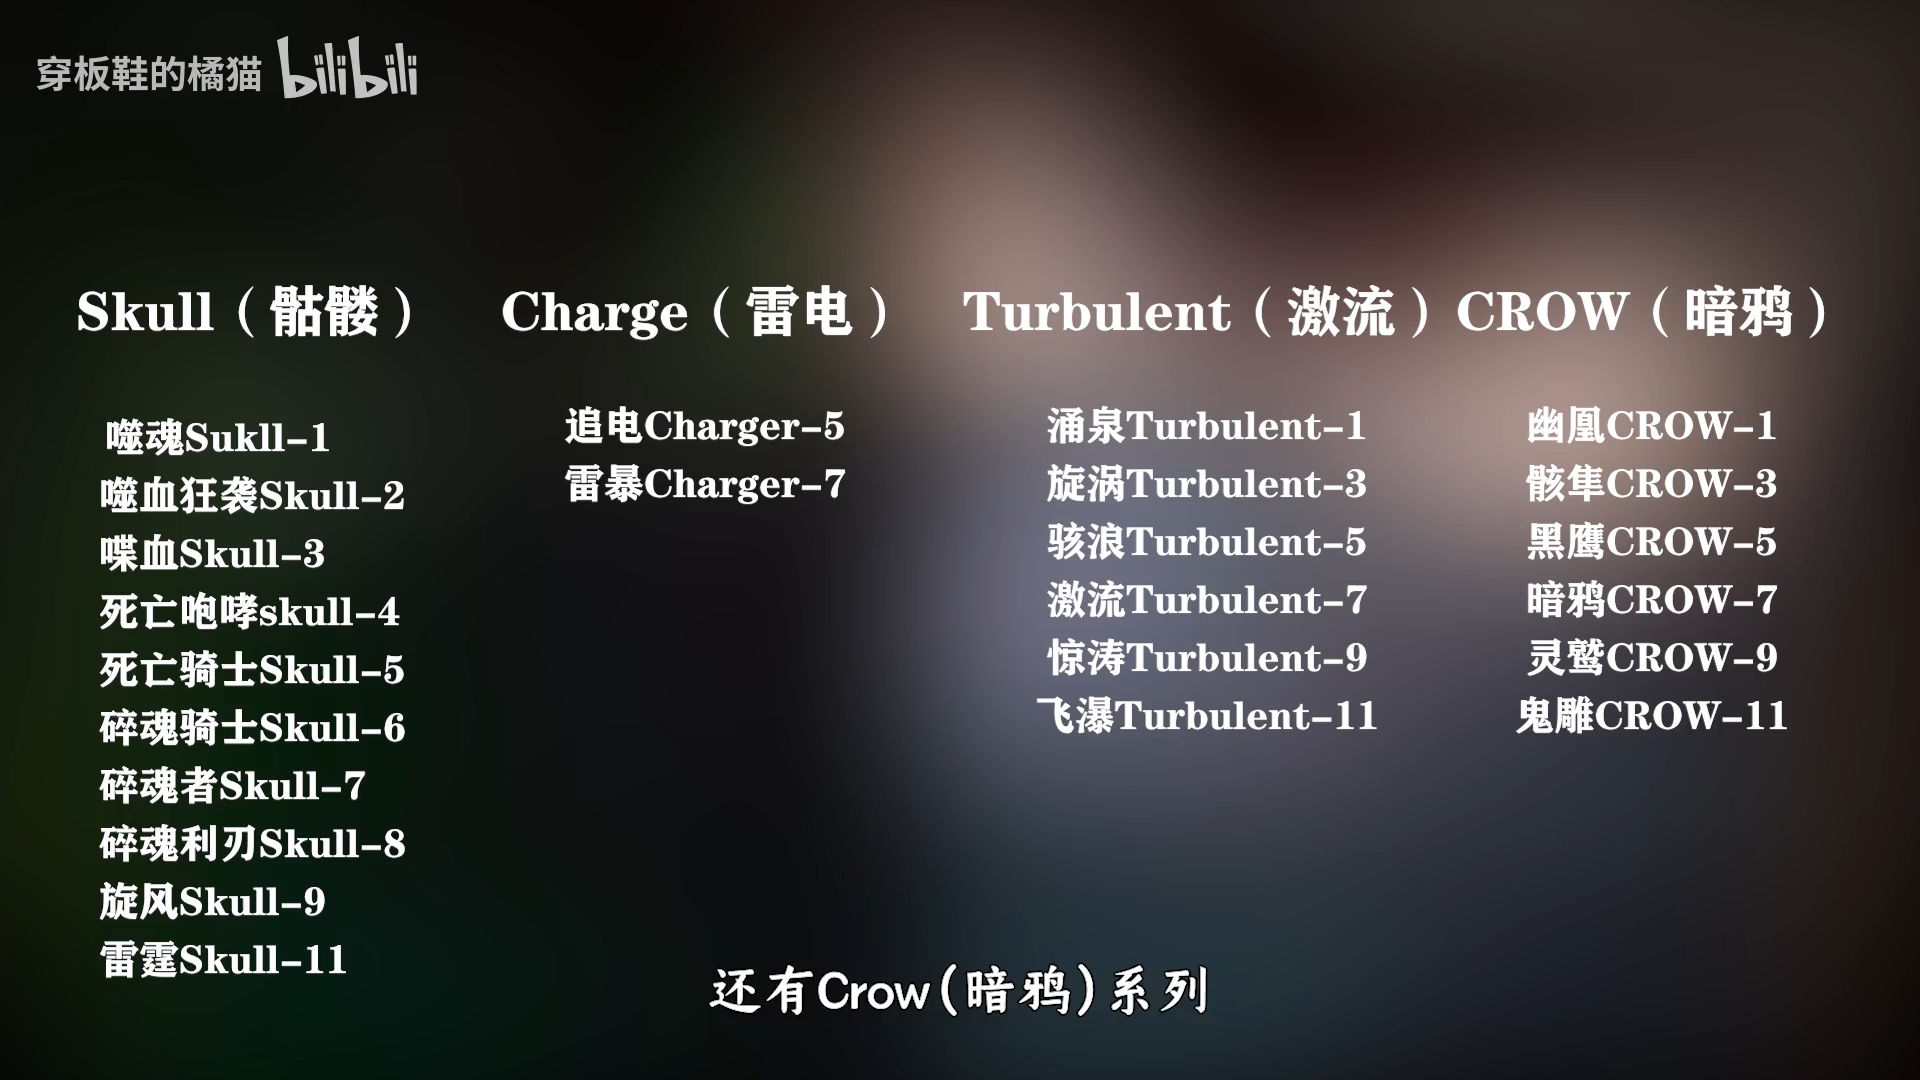 穿板鞋的橘猫 bilibili
Skull（骷髅）
噬魂Sukll-1
噬血狂袭Skull-2
喋血Skull-3
死亡咆哮skull-4
死亡骑士Skull-5
碎魂骑士Skull-6
碎魂者Skull-7
碎魂利刃Skull-8
旋风Skull-9
雷霆Skull-11
Charge（雷电）
追电Charger-5
雷暴Charger-7
Turbulent（激流）
涌泉Turbulent-1
旋涡Turbulent-3
骇浪Turbulent-5
激流Turbulent-7
惊涛Turbulent-9
飞瀑Turbulent-11
CROW（暗鸦）
幽凰CROW-1
骸隼CROW-3
黑鹰CROW-5
暗鸦CROW-7
灵鹫CROW-9
鬼雕CROW-11
还有Crow(暗鸦)系列